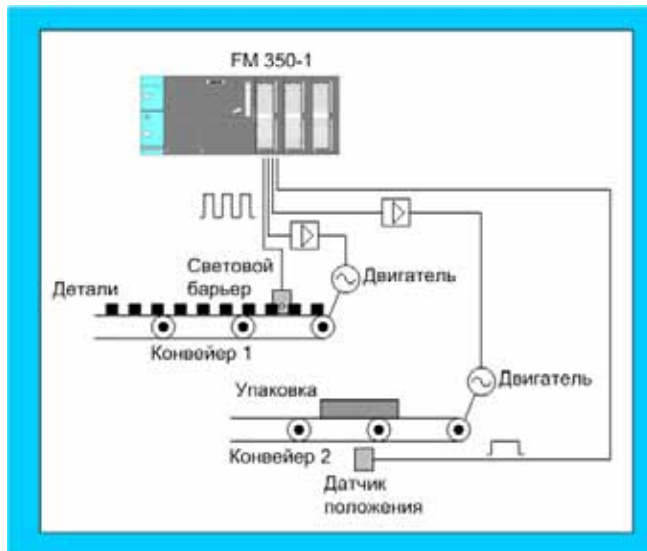 FM 350-1
Световой
барьер
Двигатель
Детали
Конвейер 1
Упаковка
Двигатель
Конвейер 2
Датчик
положения